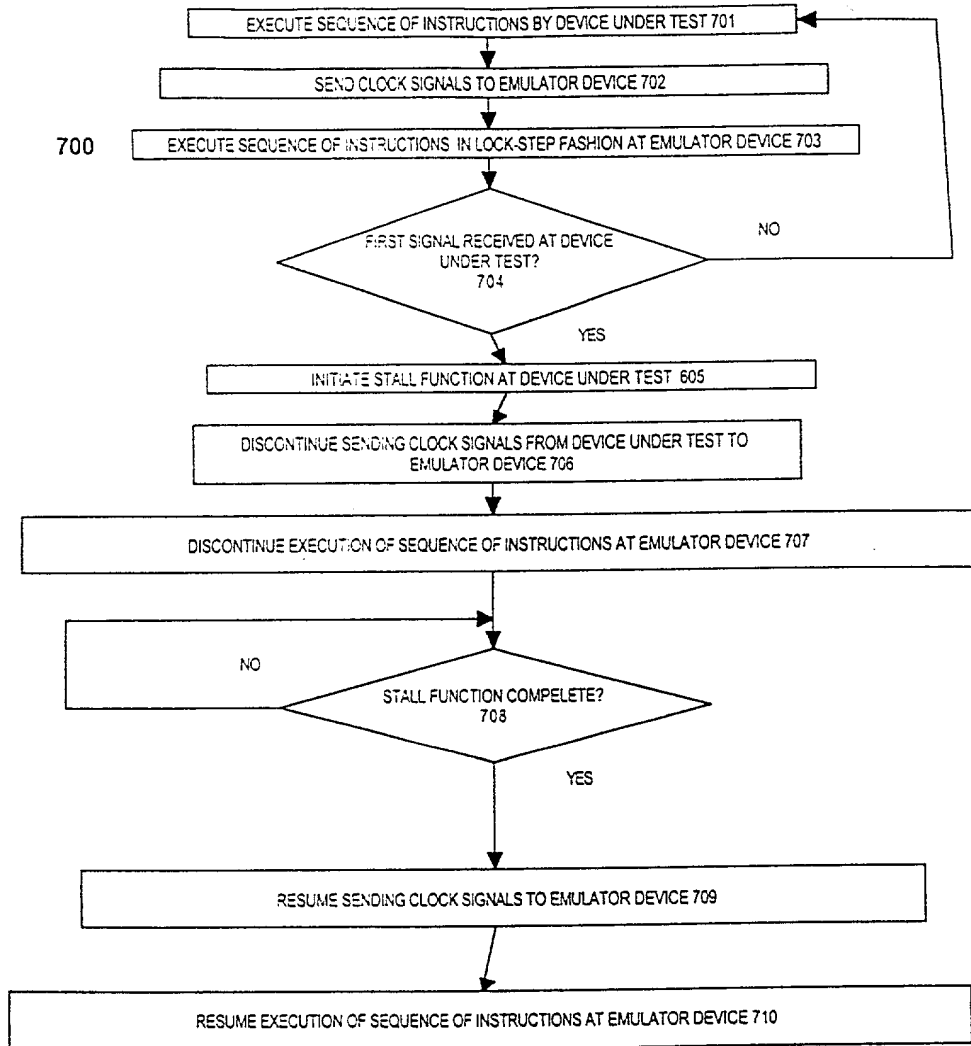 EXECUTE SEQUENCE OF INSTRUCTIONS BY DEVICE UNDER TEST 701
SEND CLOCK SIGNALS TO EMULATOR DEVICE 702
700
EXECUTE SEQUENCE OF INSTRUCTIONS IN LOCK-STEP FASHION AT EMULATOR DEVICE 703
NO
FIRST SIGNAL RECEIVED AT DEVICE
UNDER TEST?
704
YES
INITIATE STALL FUNCTION AT DEVICE UNDER TEST 605
DISCONTINUE SENDING CLOCK SIGNALS FROM DEVICE UNDER TEST TO
EMULATOR DEVICE 706
DISCONTINUE EXECUTION OF SEQUENCE OF INSTRUCTIONS AT EMULATOR DEVICE 707
NO
STALL FUNCTION COMPELETE?
708
YES
RESUME SENDING CLOCK SIGNALS TO EMULATOR DEVICE 709
RESUME EXECUTION OF SEQUENCE OF INSTRUCTIONS AT EMULATOR DEVICE 710